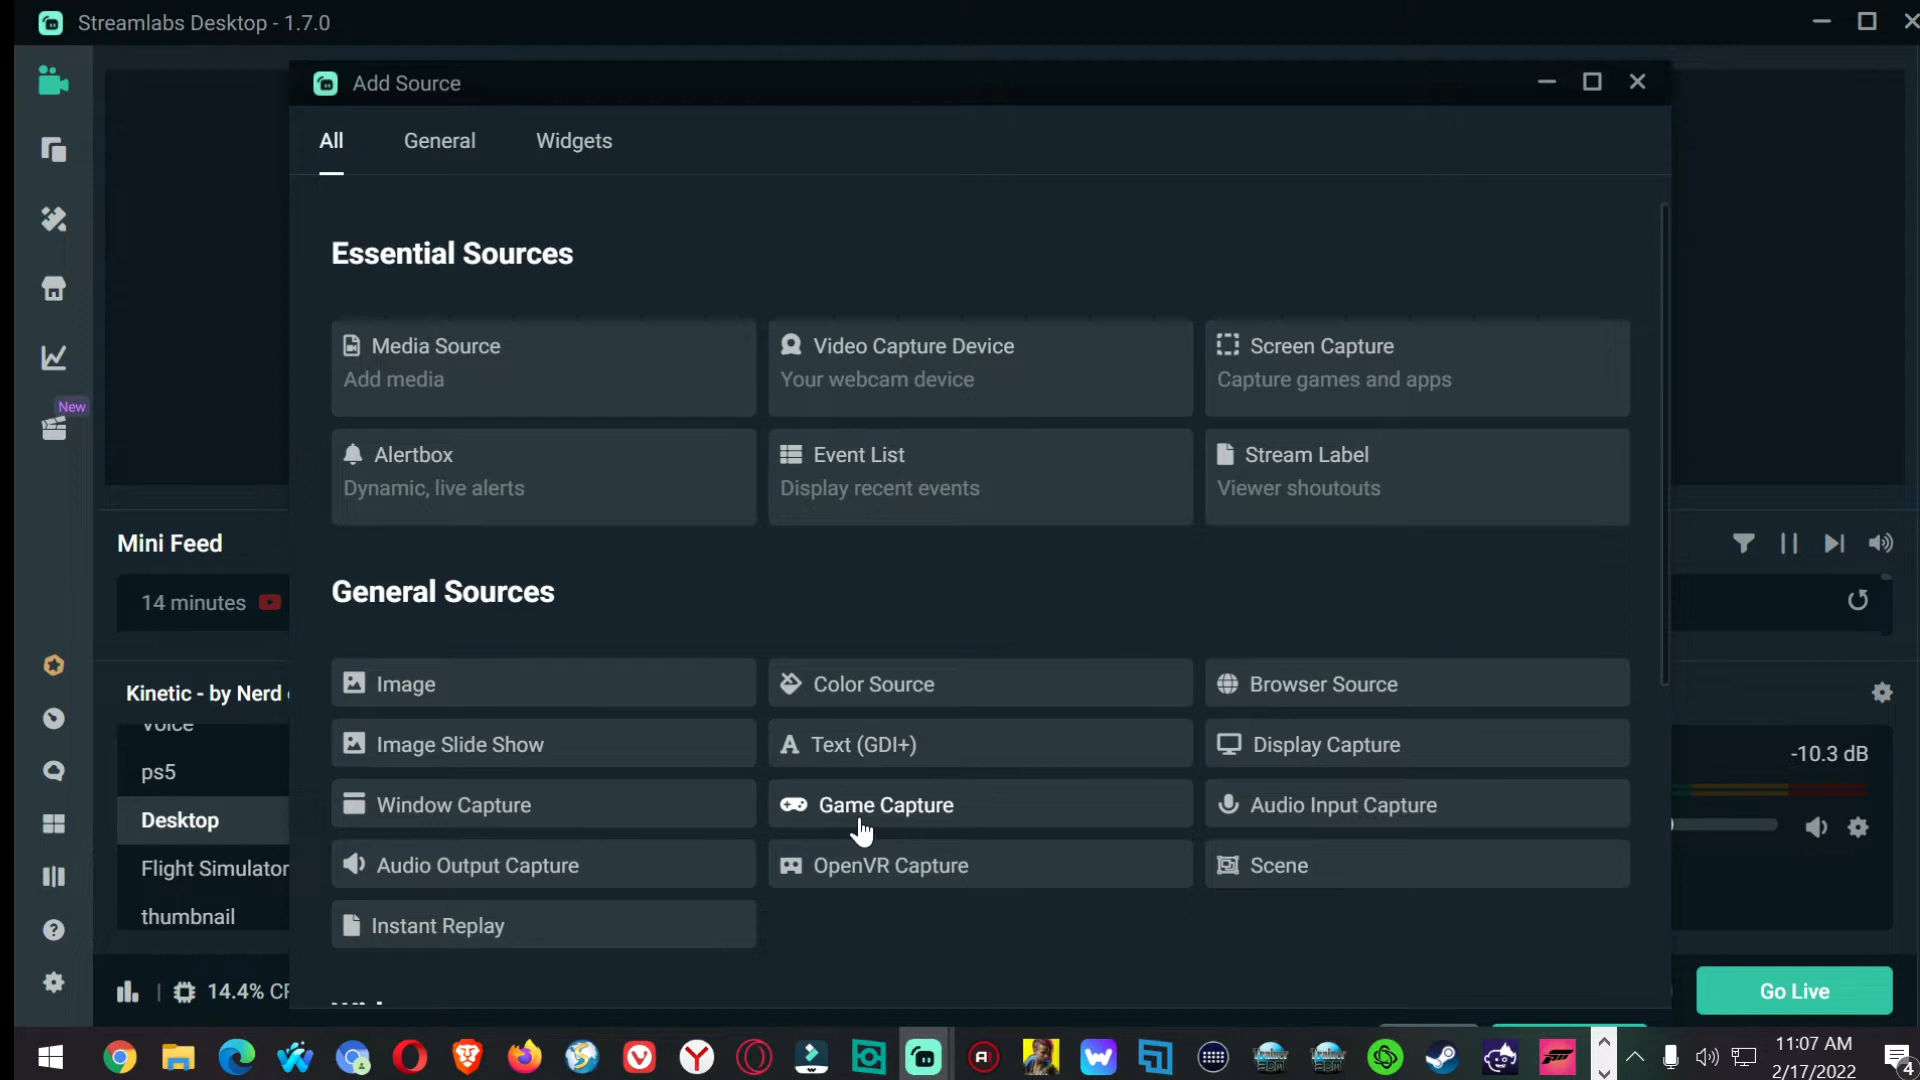 Streamlabs Desktop - 1.7.0
Add Source
All
General
Widgets
Essential Sources
Media Source
Add media
Video Capture Device
Your webcam device
Screen Capture
Capture games and apps
New
Alertbox
Dynamic, live alerts
Event List
Display recent events
Stream Label
Viewer shoutouts
Mini Feed
14 minutes
General Sources
Image
Color Source
Browser Source
Kinetic - by Nerd
Voice
Image Slide Show
Text (GDI+)
Display Capture
-10.3 dB
ps5
Window Capture
Game Capture
Audio Input Capture
Desktop
Audio Output Capture
OpenVR Capture
Scene
Flight Simulator
thumbnail
Instant Replay
14.4%
Go Live
11:07 AM
2/17/2022
4